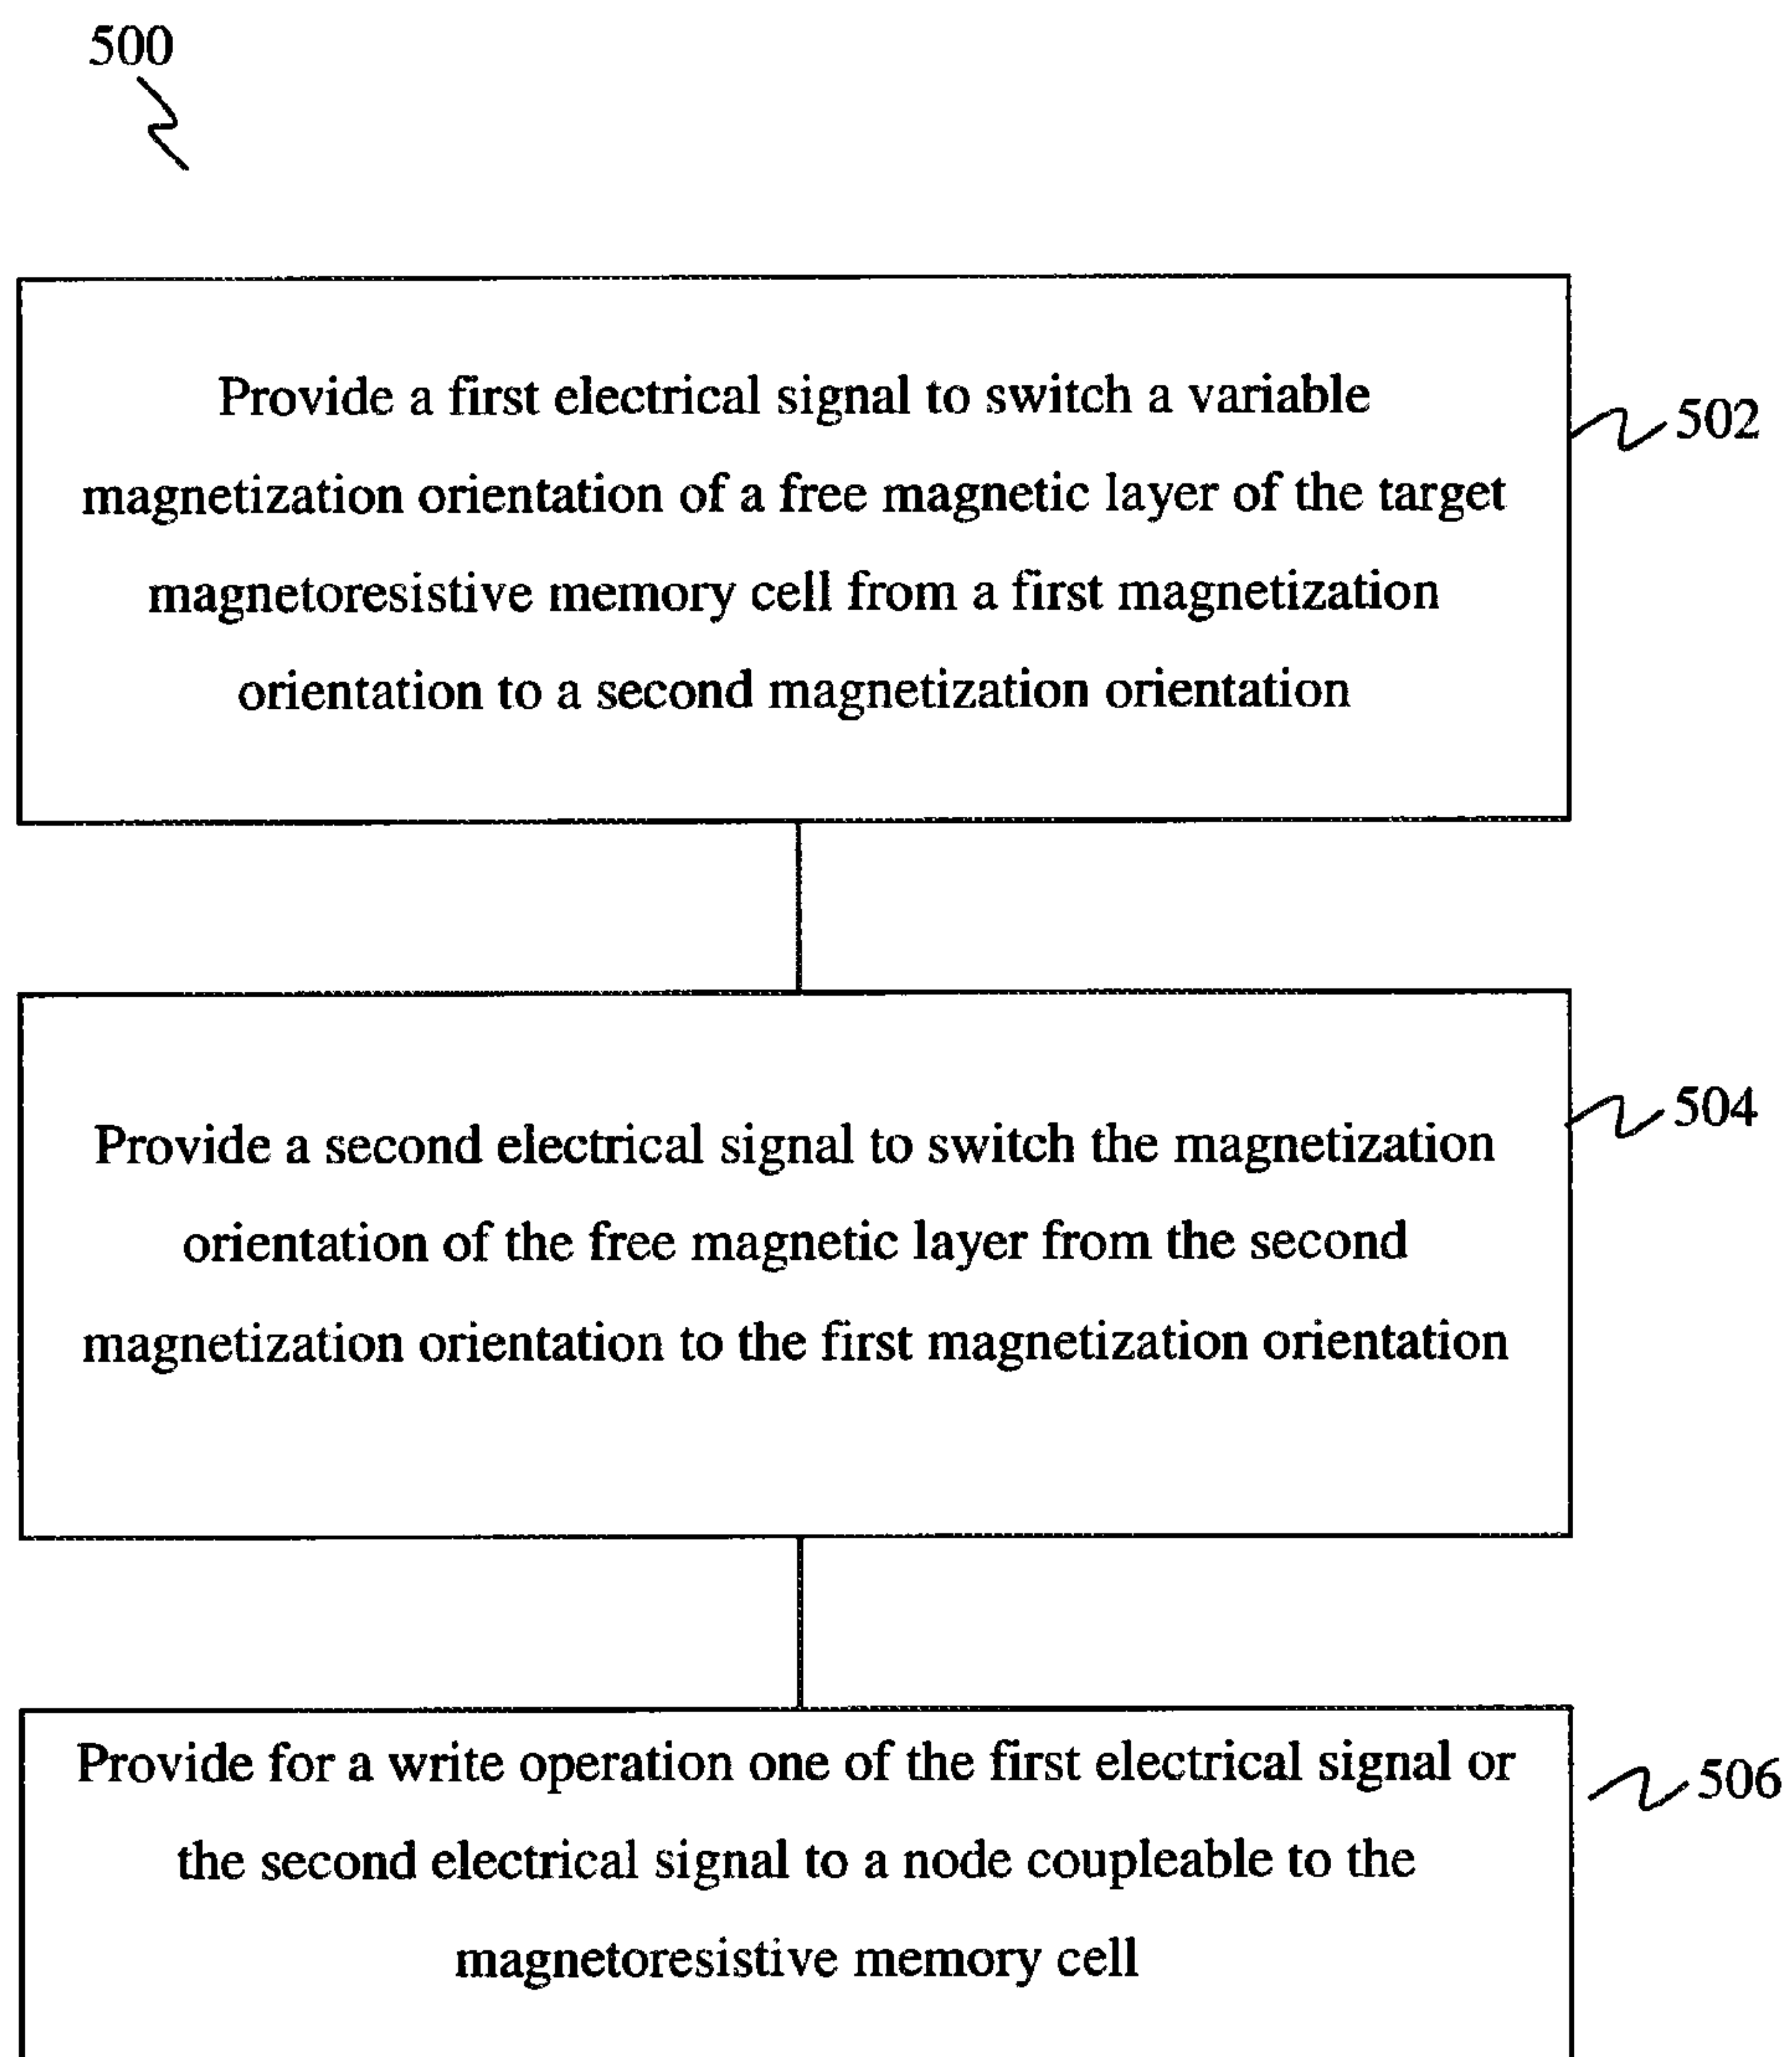 500
Provide a first electrical signal to switch a variable
magnetization orientation of a free magnetic layer of the target
magnetoresistive memory cell from a first magnetization
orientation to a second magnetization orientation
502
Provide a second electrical signal to switch the magnetization
orientation of the free magnetic layer from the second
magnetization orientation to the first magnetization orientation
504
Provide for a write operation one of the first electrical signal or
the second electrical signal to a node coupleable to the
magnetoresistive memory cell
506